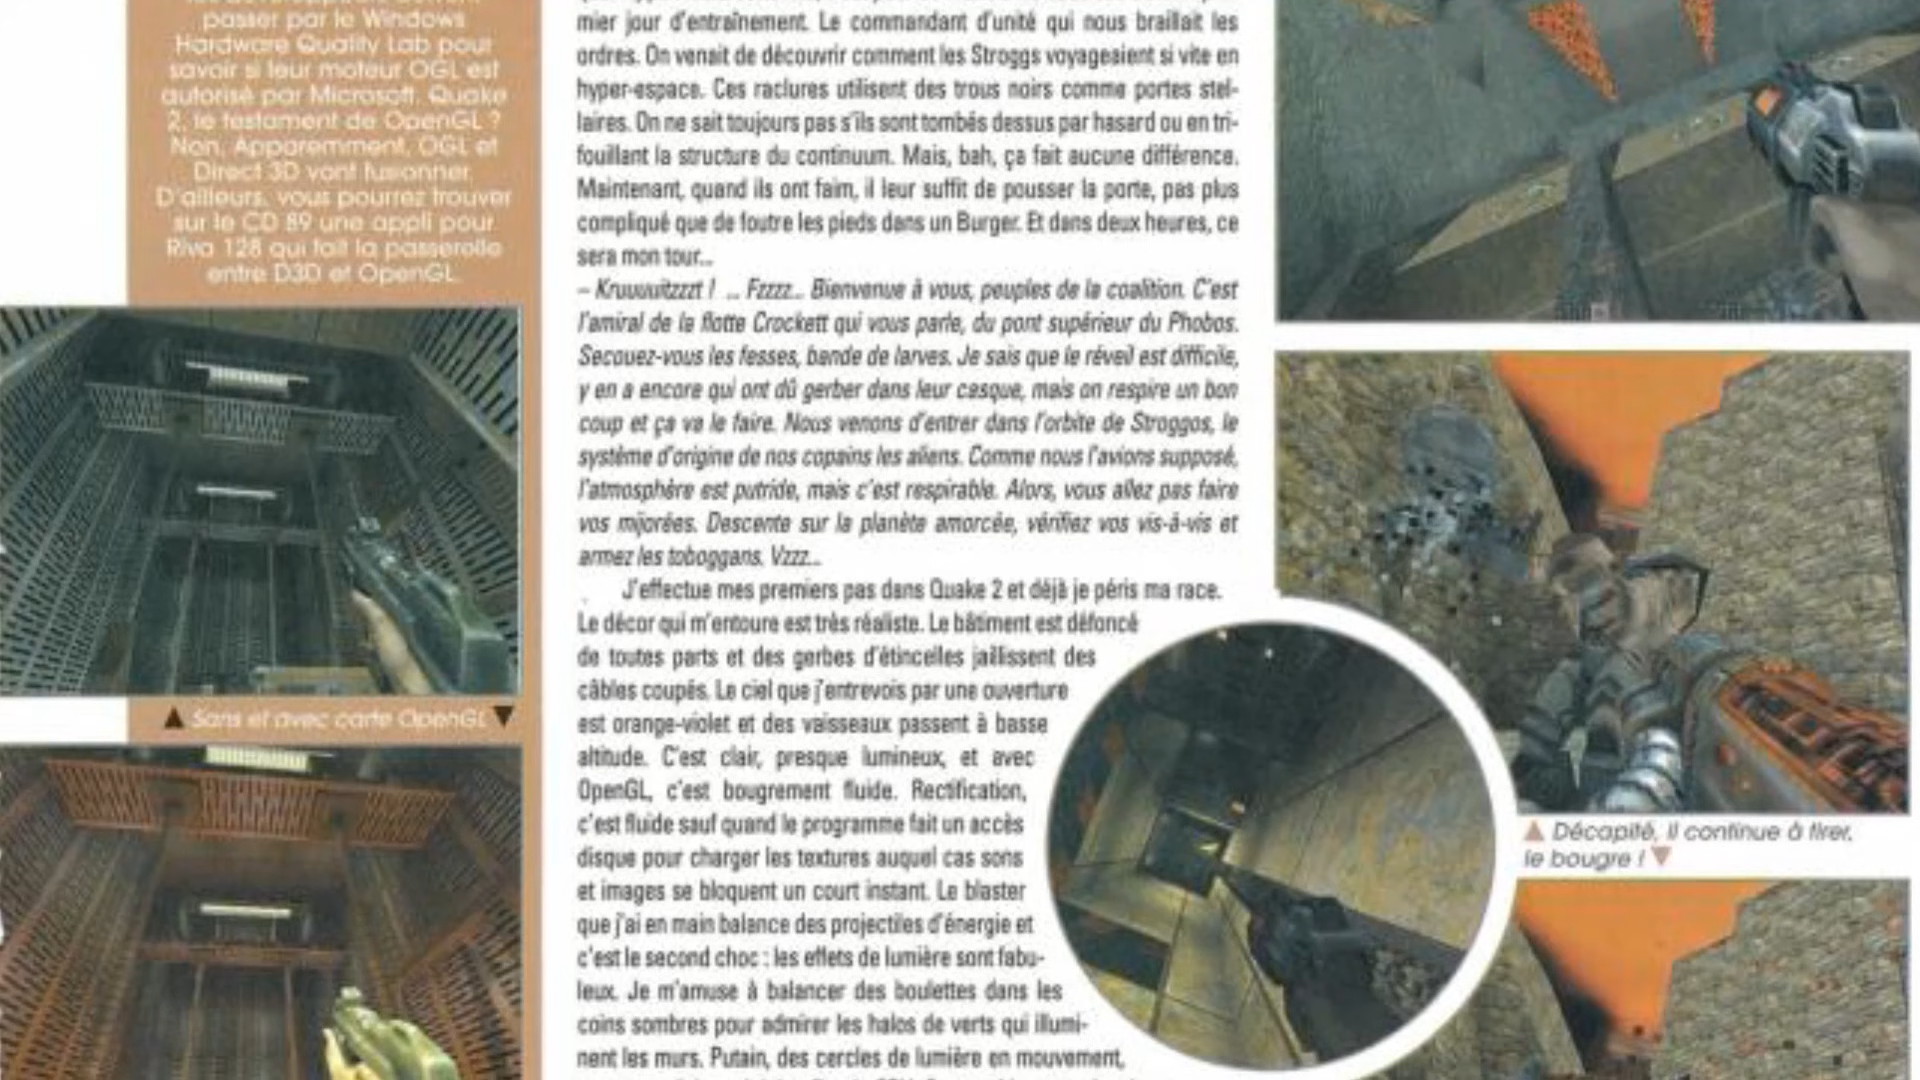 passer par le Windows
Hardware Quality Lab pour
savoir si leur moteur OGL est
autorisé par Microsoft. Quake
2, le testament de OpenGL ?
Non. Apparemment, OGL et
Direct 3D vont fusionner.
D'ailleurs, vous pourrez trouver
sur le CD 89 une appli pour
Riva 128 qui fait la passerelle
entre D3D et OpenGL.
▲ Sans et avec carte OpenGL ▼
mier jour d'entraînement. Le commandant d'unité qui nous braillait les
ordres. On venait de découvrir comment les Stroggs voyageaient si vite en
hyper-espace. Ces raclures utilisent des trous noirs comme portes stel-
laires. On ne sait toujours pas s'ils sont tombés dessus par hasard ou en tri-
fouillant la structure du continuum. Mais, bah, ça fait aucune différence.
Maintenant, quand ils ont faim, il leur suffit de pousser la porte, pas plus
compliqué que de foutre les pieds dans un Burger. Et dans deux heures, ce
sera mon tour...
– Kruuuuitzzzt ! ... Fzzzz... Bienvenue à vous, peuples de la coalition. C'est
l'amiral de la flotte Crockett qui vous parle, du pont supérieur du Phobos.
Secouez-vous les fesses, bande de larves. Je sais que le réveil est difficile,
y en a encore qui ont dû gerber dans leur casque, mais on respire un bon
coup et ça va le faire. Nous venons d'entrer dans l'orbite de Stroggos, le
système d'origine de nos copains les aliens. Comme nous l'avions supposé,
l'atmosphère est putride, mais c'est respirable. Alors, vous allez pas faire
vos mijorées. Descente sur la planète amorcée, vérifiez vos vis-à-vis et
armez les toboggans. Vzzz...
J'effectue mes premiers pas dans Quake 2 et déjà je péris ma race.
Le décor qui m'entoure est très réaliste. Le bâtiment est défoncé
de toutes parts et des gerbes d'étincelles jaillissent des
câbles coupés. Le ciel que j'entrevois par une ouverture
est orange-violet et des vaisseaux passent à basse
altitude. C'est clair, presque lumineux, et avec
OpenGL, c'est bougrement fluide. Rectification,
c'est fluide sauf quand le programme fait un accès
disque pour charger les textures auquel cas sons
et images se bloquent un court instant. Le blaster
que j'ai en main balance des projectiles d'énergie et
c'est le second choc : les effets de lumière sont fabu-
leux. Je m'amuse à balancer des boulettes dans les
coins sombres pour admirer les halos de verts qui illumi-
nent les murs. Putain, des cercles de lumière en mouvement,
▲ Décapité, il continue à tirer,
le bougre ! ▼